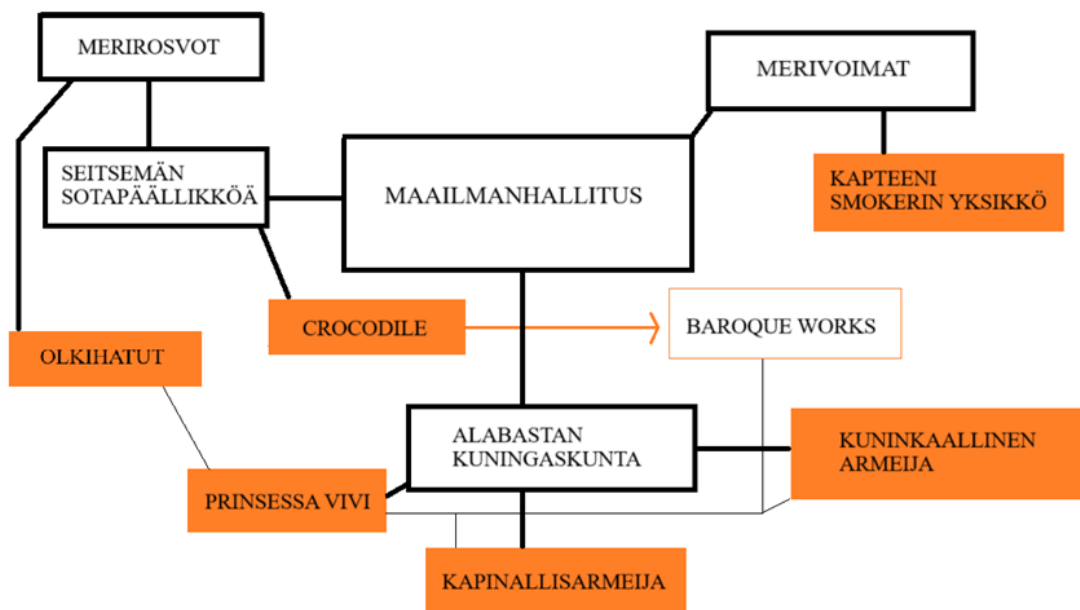 MERIROSVOT
MERIVOIMAT
SEITSEMÄN
SOTAPÄÄLLIKKÖÄ
MAAILMANHALLITUS
KAPTEENI
SMOKERIN YKSIKKÖ
CROCODILE
BAROQUE WORKS
OLKIHATUT
ALABASTAN
KUNINGASKUNTA
KUNINKAALLINEN
ARMEIJA
PRINSESSA VIVI
KAPINALLISARMEIJA